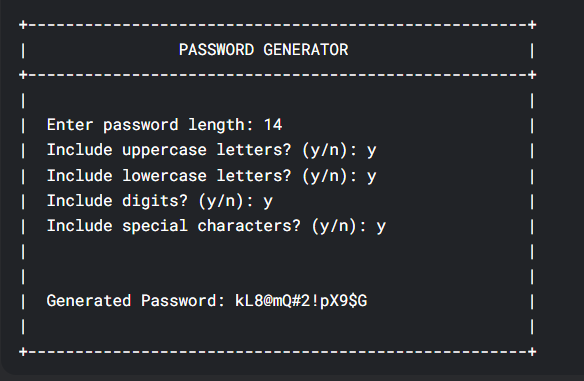 +-----------------------------------------------------+
| PASSWORD GENERATOR |
+-----------------------------------------------------+
| |
| Enter password length: 14 |
| Include uppercase letters? (y/n): y |
| Include lowercase letters? (y/n): y |
| Include digits? (y/n): y |
| Include special characters? (y/n): y |
| |
| |
| Generated Password: kL8@mQ#2!pX9$G |
| |
+-----------------------------------------------------+